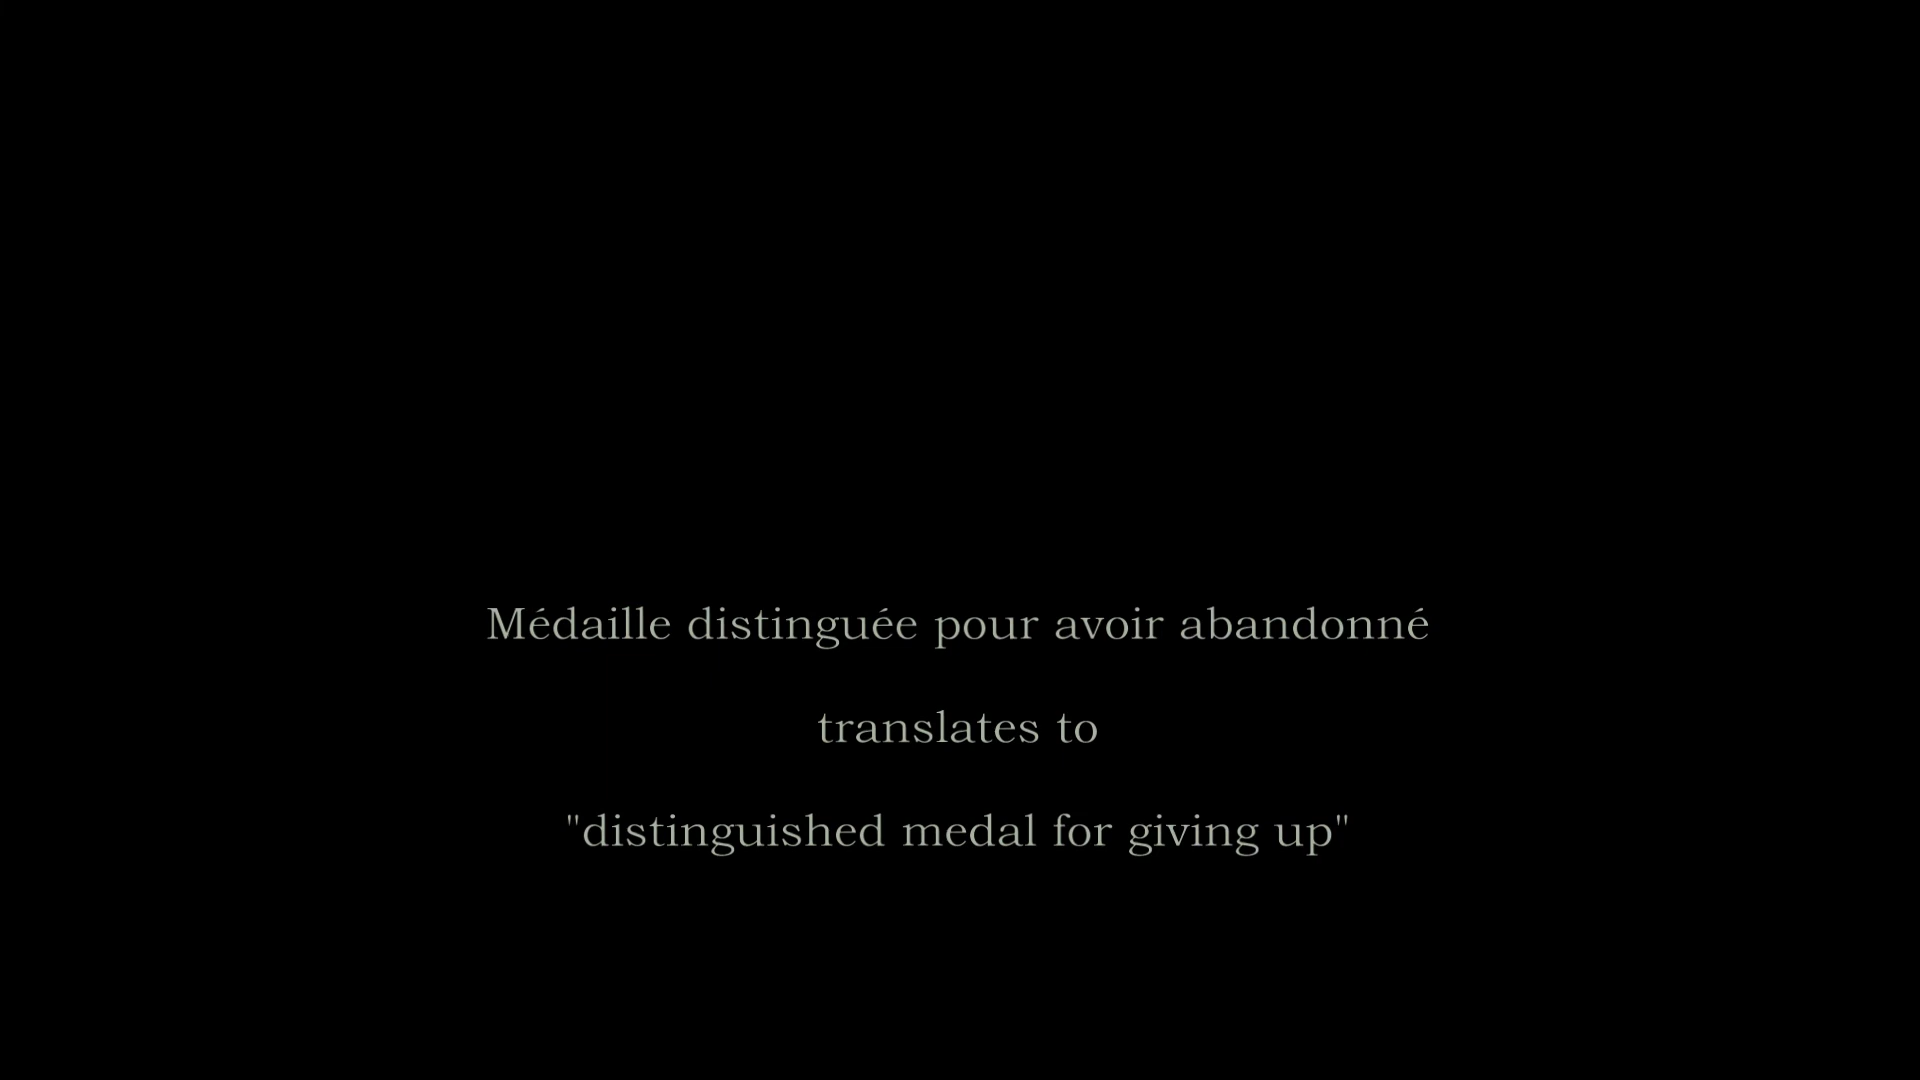 Médaille distinguée pour avoir abandonné
translates to
"distinguished medal for giving up"